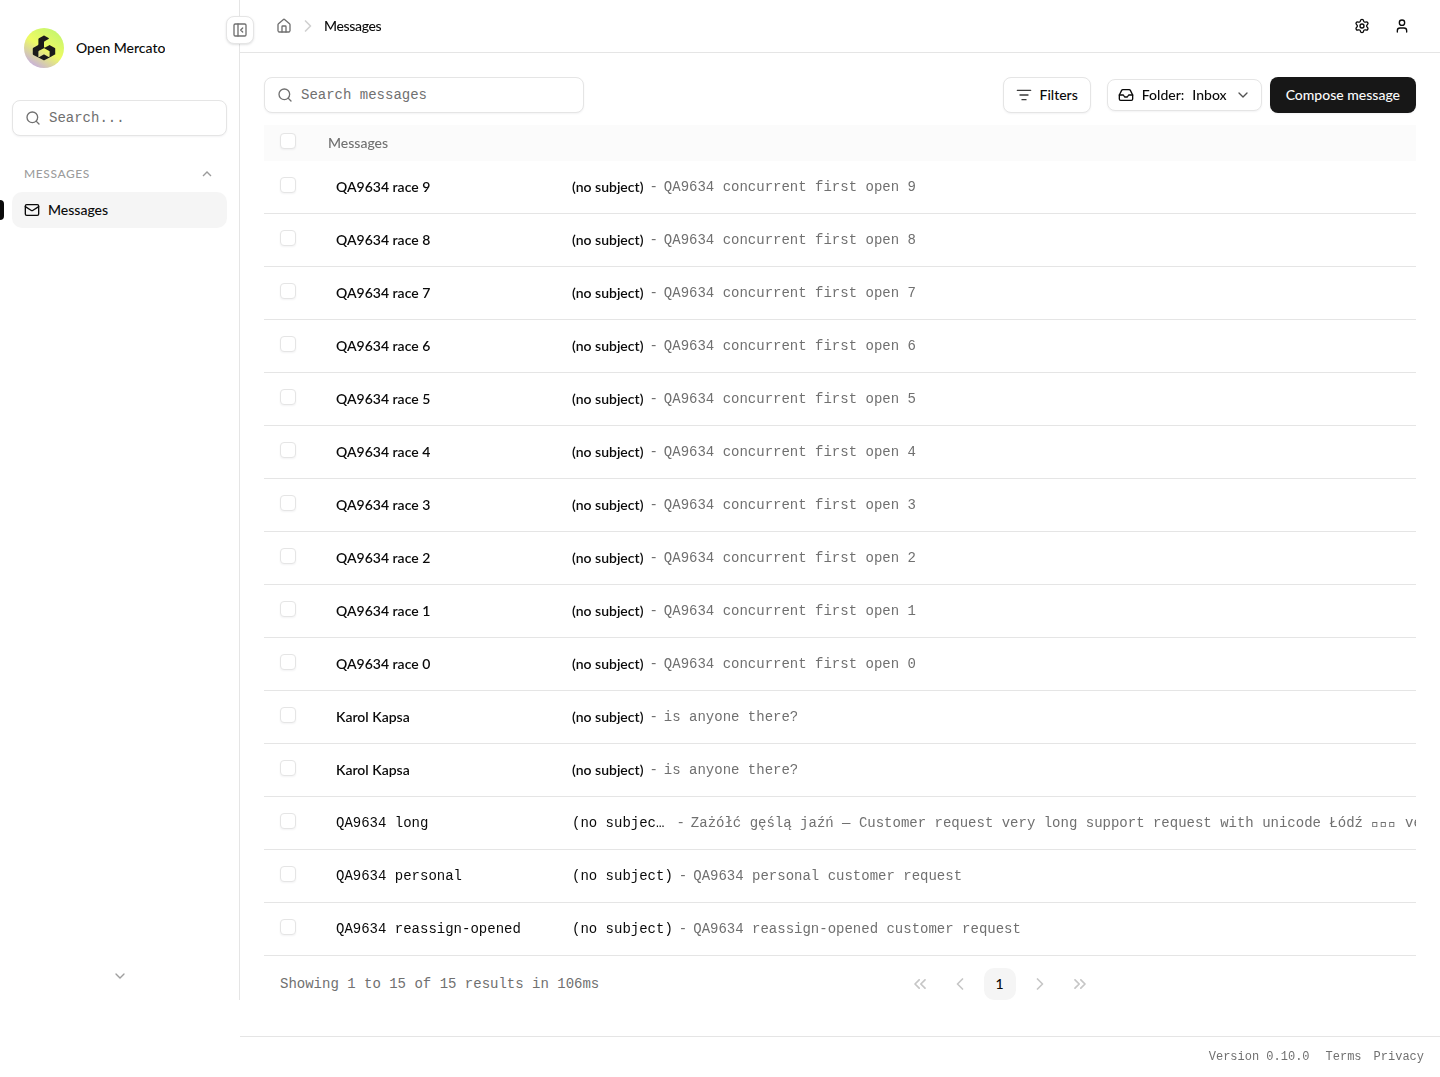 Open Mercato
Messages
Search...
MESSAGES
Messages
Search messages
Filters
Folder: Inbox
Compose message
Messages
QA9634 race 9 (no subject) - QA9634 concurrent first open 9
QA9634 race 8 (no subject) - QA9634 concurrent first open 8
QA9634 race 7 (no subject) - QA9634 concurrent first open 7
QA9634 race 6 (no subject) - QA9634 concurrent first open 6
QA9634 race 5 (no subject) - QA9634 concurrent first open 5
QA9634 race 4 (no subject) - QA9634 concurrent first open 4
QA9634 race 3 (no subject) - QA9634 concurrent first open 3
QA9634 race 2 (no subject) - QA9634 concurrent first open 2
QA9634 race 1 (no subject) - QA9634 concurrent first open 1
QA9634 race 0 (no subject) - QA9634 concurrent first open 0
Karol Kapsa (no subject) - is anyone there?
Karol Kapsa (no subject) - is anyone there?
QA9634 long (no subjec… - Zażółć gęślą jaźń — Customer request very long support request with unicode Łódź
QA9634 personal (no subject) - QA9634 personal customer request
QA9634 reassign-opened (no subject) - QA9634 reassign-opened customer request
Showing 1 to 15 of 15 results in 106ms
1
Version 0.10.0 Terms Privacy